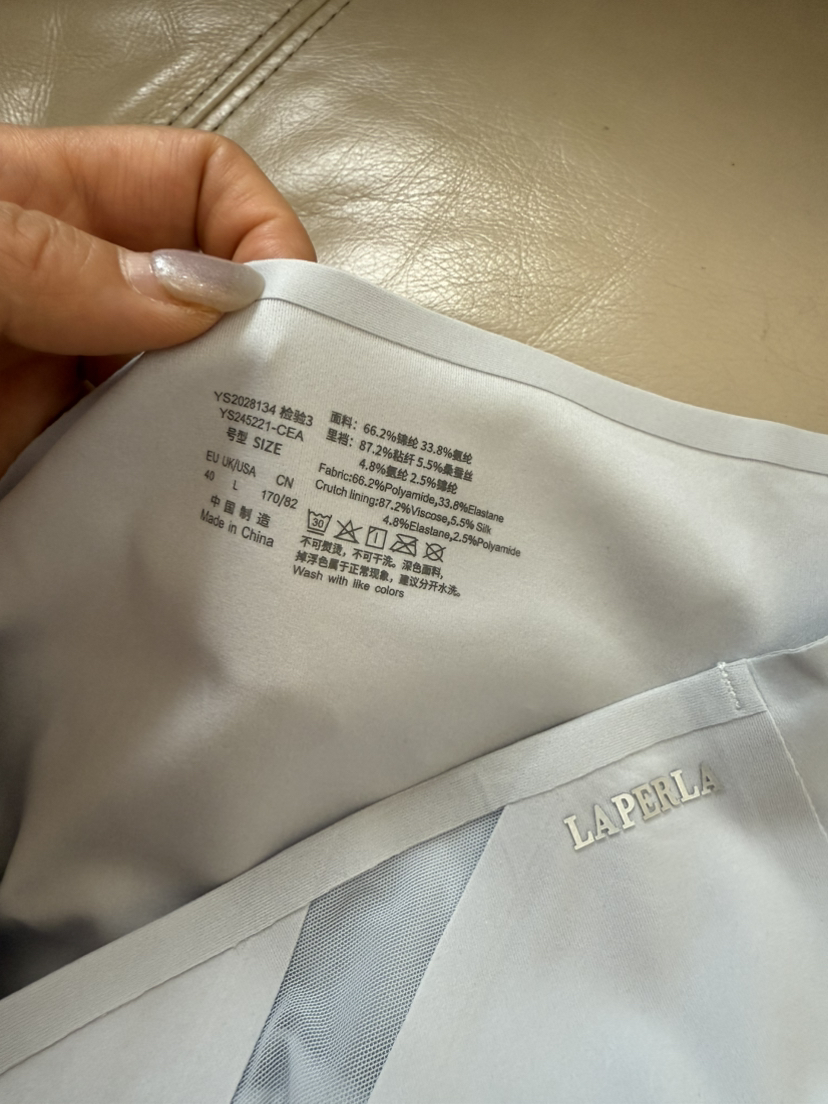 YS2028134 检验3
YS245221-CEA
号型 SIZE
EU UK/USA CN
40 L 170/82
中国制造
Made in China
面料：66.2%锦纶 33.8%氨纶
里裆：87.2%粘纤 5.5%桑蚕丝
4.8%氨纶 2.5%锦纶
Fabric:66.2%Polyamide,33.8%Elastane
Crutch lining:87.2%Viscose,5.5% Silk
4.8%Elastane,2.5%Polyamide
30
不可熨烫，不可干洗。深色面料，
掉浮色属于正常现象，建议分开水洗。
Wash with like colors
LAPERLA